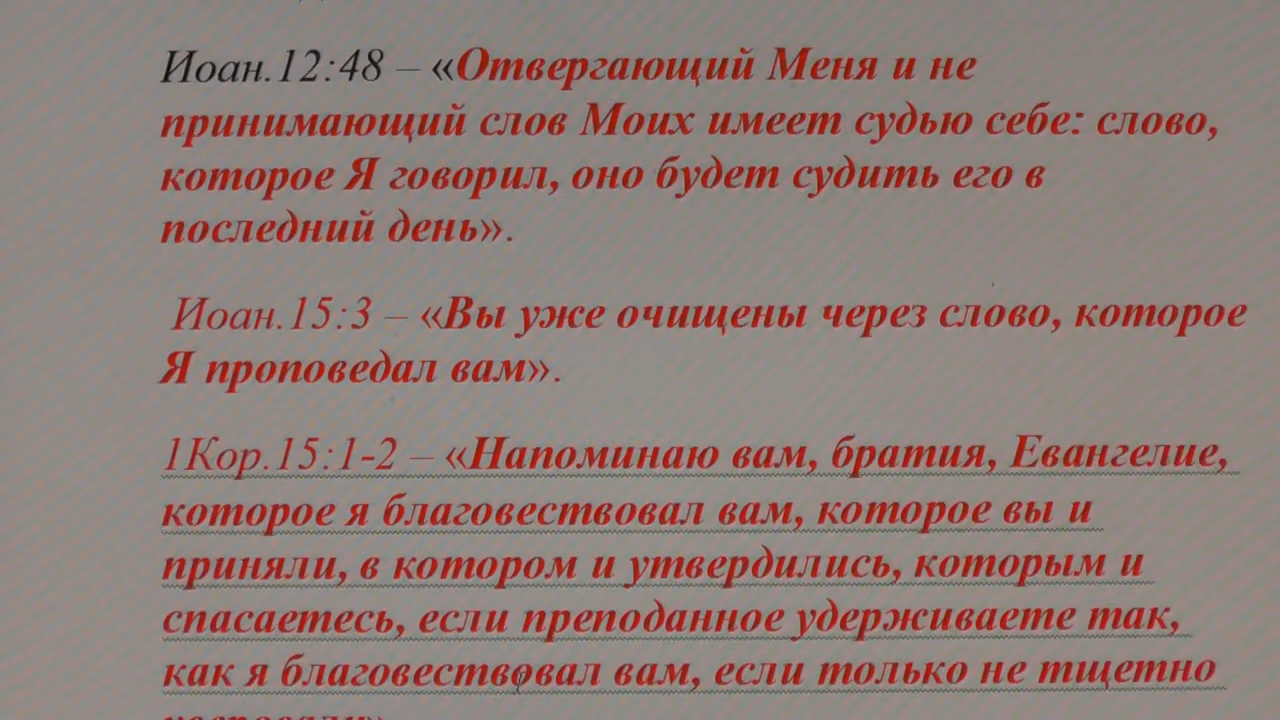 Иоан.12:48 – «Отвергающий Меня и не
принимающий слов Моих имеет судью себе: слово,
которое Я говорил, оно будет судить его в
последний день».
Иоан.15:3 – «Вы уже очищены через слово, которое
Я проповедал вам».
1Кор.15:1-2 – «Напоминаю вам, братия, Евангелие,
которое я благовествовал вам, которое вы и
приняли, в котором и утвердились, которым и
спасаетесь, если преподанное удерживаете так,
как я благовествовал вам, если только не тщетно